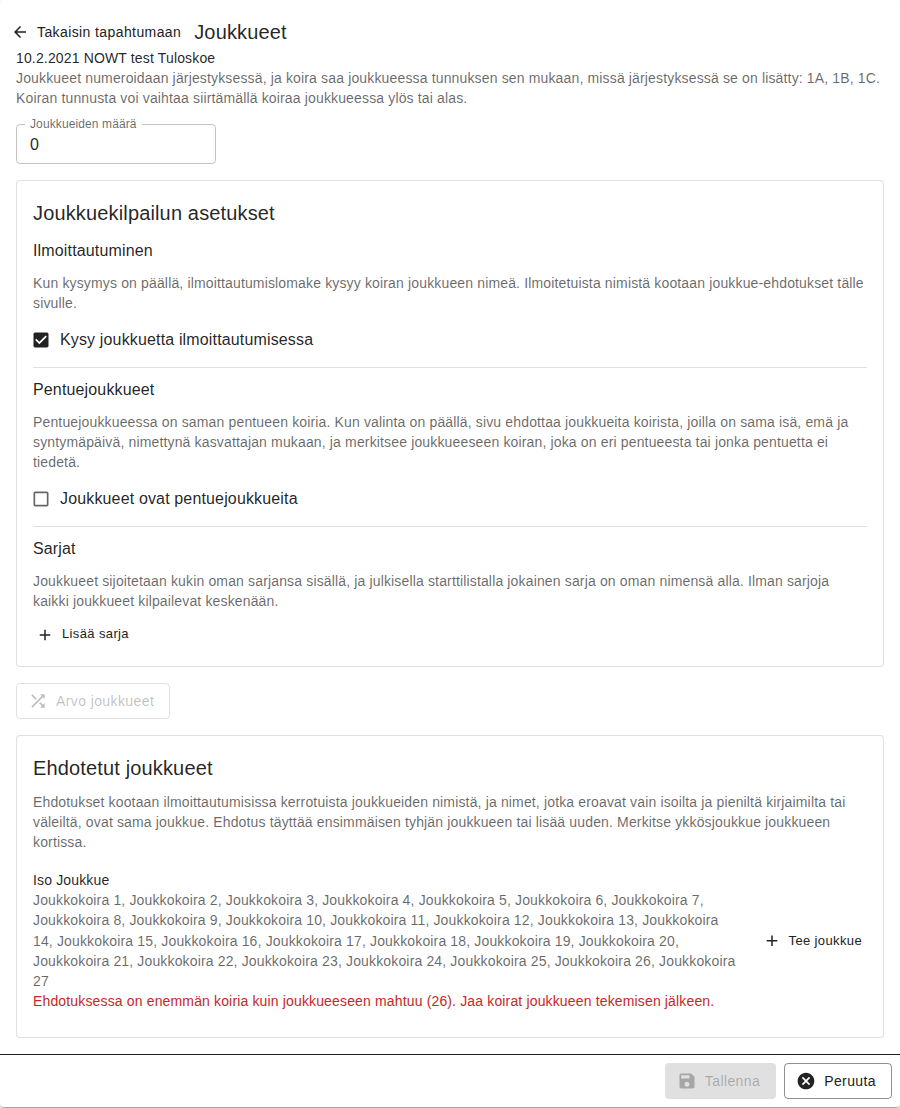 Takaisin tapahtumaan Joukkueet
10.2.2021 NOWT test Tuloskoe
Joukkueet numeroidaan järjestyksessä, ja koira saa joukkueessa tunnuksen sen mukaan, missä järjestyksessä se on lisätty: 1A, 1B, 1C.
Koiran tunnusta voi vaihtaa siirtämällä koiraa joukkueessa ylös tai alas.
Joukkueiden määrä
0
Joukkuekilpailun asetukset
Ilmoittautuminen
Kun kysymys on päällä, ilmoittautumislomake kysyy koiran joukkueen nimeä. Ilmoitetuista nimistä kootaan joukkue-ehdotukset tälle
sivulle.
Kysy joukkuetta ilmoittautumisessa
Pentuejoukkueet
Pentuejoukkueessa on saman pentueen koiria. Kun valinta on päällä, sivu ehdottaa joukkueita koirista, joilla on sama isä, emä ja
syntymäpäivä, nimettynä kasvattajan mukaan, ja merkitsee joukkueeseen koiran, joka on eri pentueesta tai jonka pentuetta ei
tiedetä.
Joukkueet ovat pentuejoukkueita
Sarjat
Joukkueet sijoitetaan kukin oman sarjansa sisällä, ja julkisella starttilistalla jokainen sarja on oman nimensä alla. Ilman sarjoja
kaikki joukkueet kilpailevat keskenään.
Lisää sarja
Arvo joukkueet
Ehdotetut joukkueet
Ehdotukset kootaan ilmoittautumisissa kerrotuista joukkueiden nimistä, ja nimet, jotka eroavat vain isoilta ja pieniltä kirjaimilta tai
väleiltä, ovat sama joukkue. Ehdotus täyttää ensimmäisen tyhjän joukkueen tai lisää uuden. Merkitse ykkösjoukkue joukkueen
kortissa.
Iso Joukkue
Joukkokoira 1, Joukkokoira 2, Joukkokoira 3, Joukkokoira 4, Joukkokoira 5, Joukkokoira 6, Joukkokoira 7,
Joukkokoira 8, Joukkokoira 9, Joukkokoira 10, Joukkokoira 11, Joukkokoira 12, Joukkokoira 13, Joukkokoira
14, Joukkokoira 15, Joukkokoira 16, Joukkokoira 17, Joukkokoira 18, Joukkokoira 19, Joukkokoira 20,
Joukkokoira 21, Joukkokoira 22, Joukkokoira 23, Joukkokoira 24, Joukkokoira 25, Joukkokoira 26, Joukkokoira
27
Ehdotuksessa on enemmän koiria kuin joukkueeseen mahtuu (26). Jaa koirat joukkueen tekemisen jälkeen.
Tee joukkue
Tallenna Peruuta